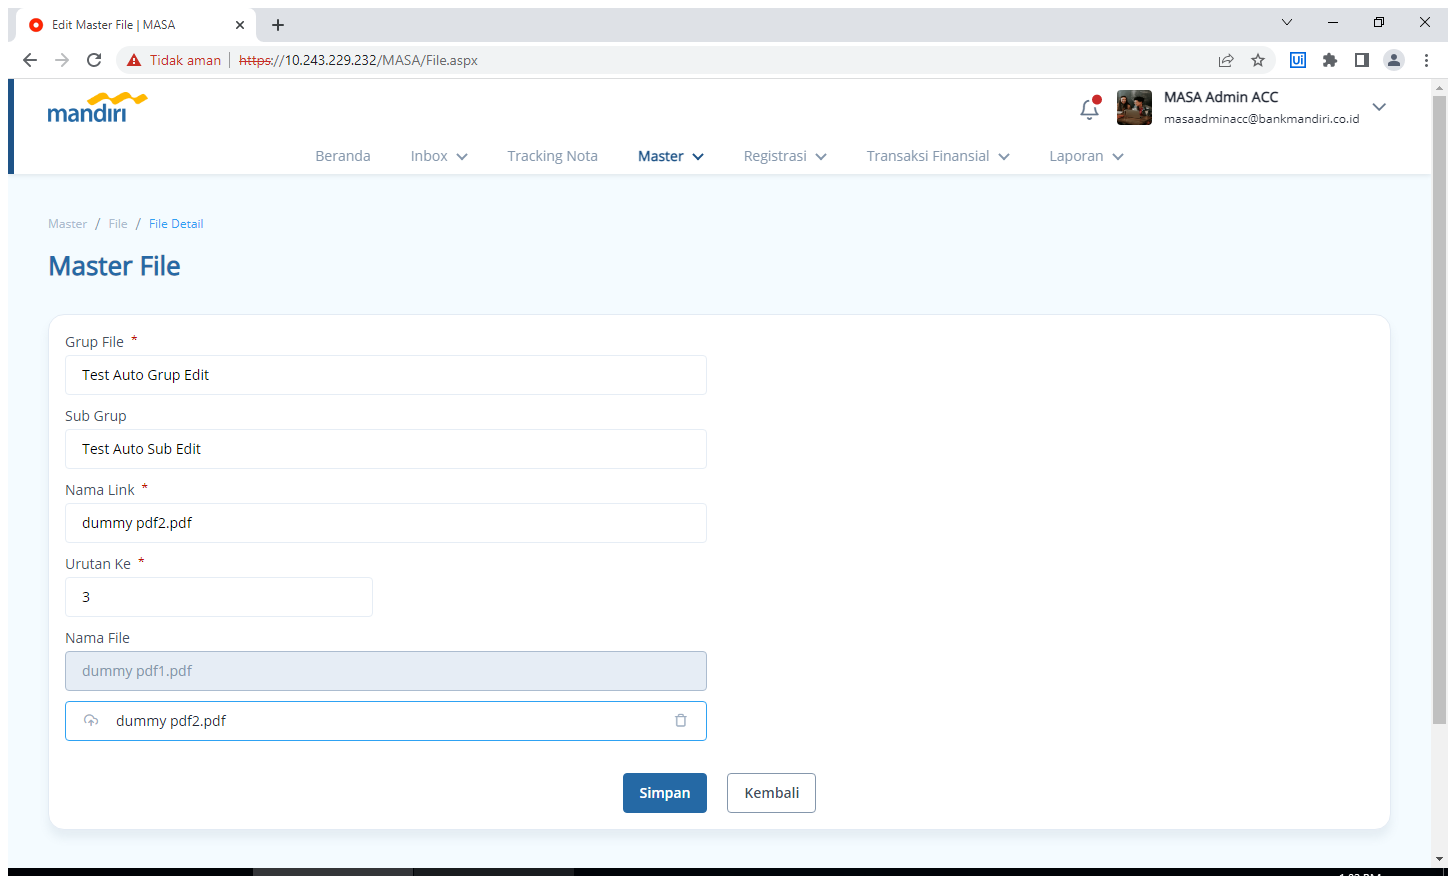 Edit Master File | MASA
Tidak aman
https://10.243.229.232/MASA/File.aspx
Ui
mandiri
MASA Admin ACC
masaadminacc@bankmandiri.co.id
Beranda Inbox Tracking Nota Master Registrasi Transaksi Finansial Laporan
Master / File / File Detail
Master File
Grup File *
Test Auto Grup Edit
Sub Grup
Test Auto Sub Edit
Nama Link *
dummy pdf2.pdf
Urutan Ke *
3
Nama File
dummy pdf1.pdf
dummy pdf2.pdf
Simpan Kembali